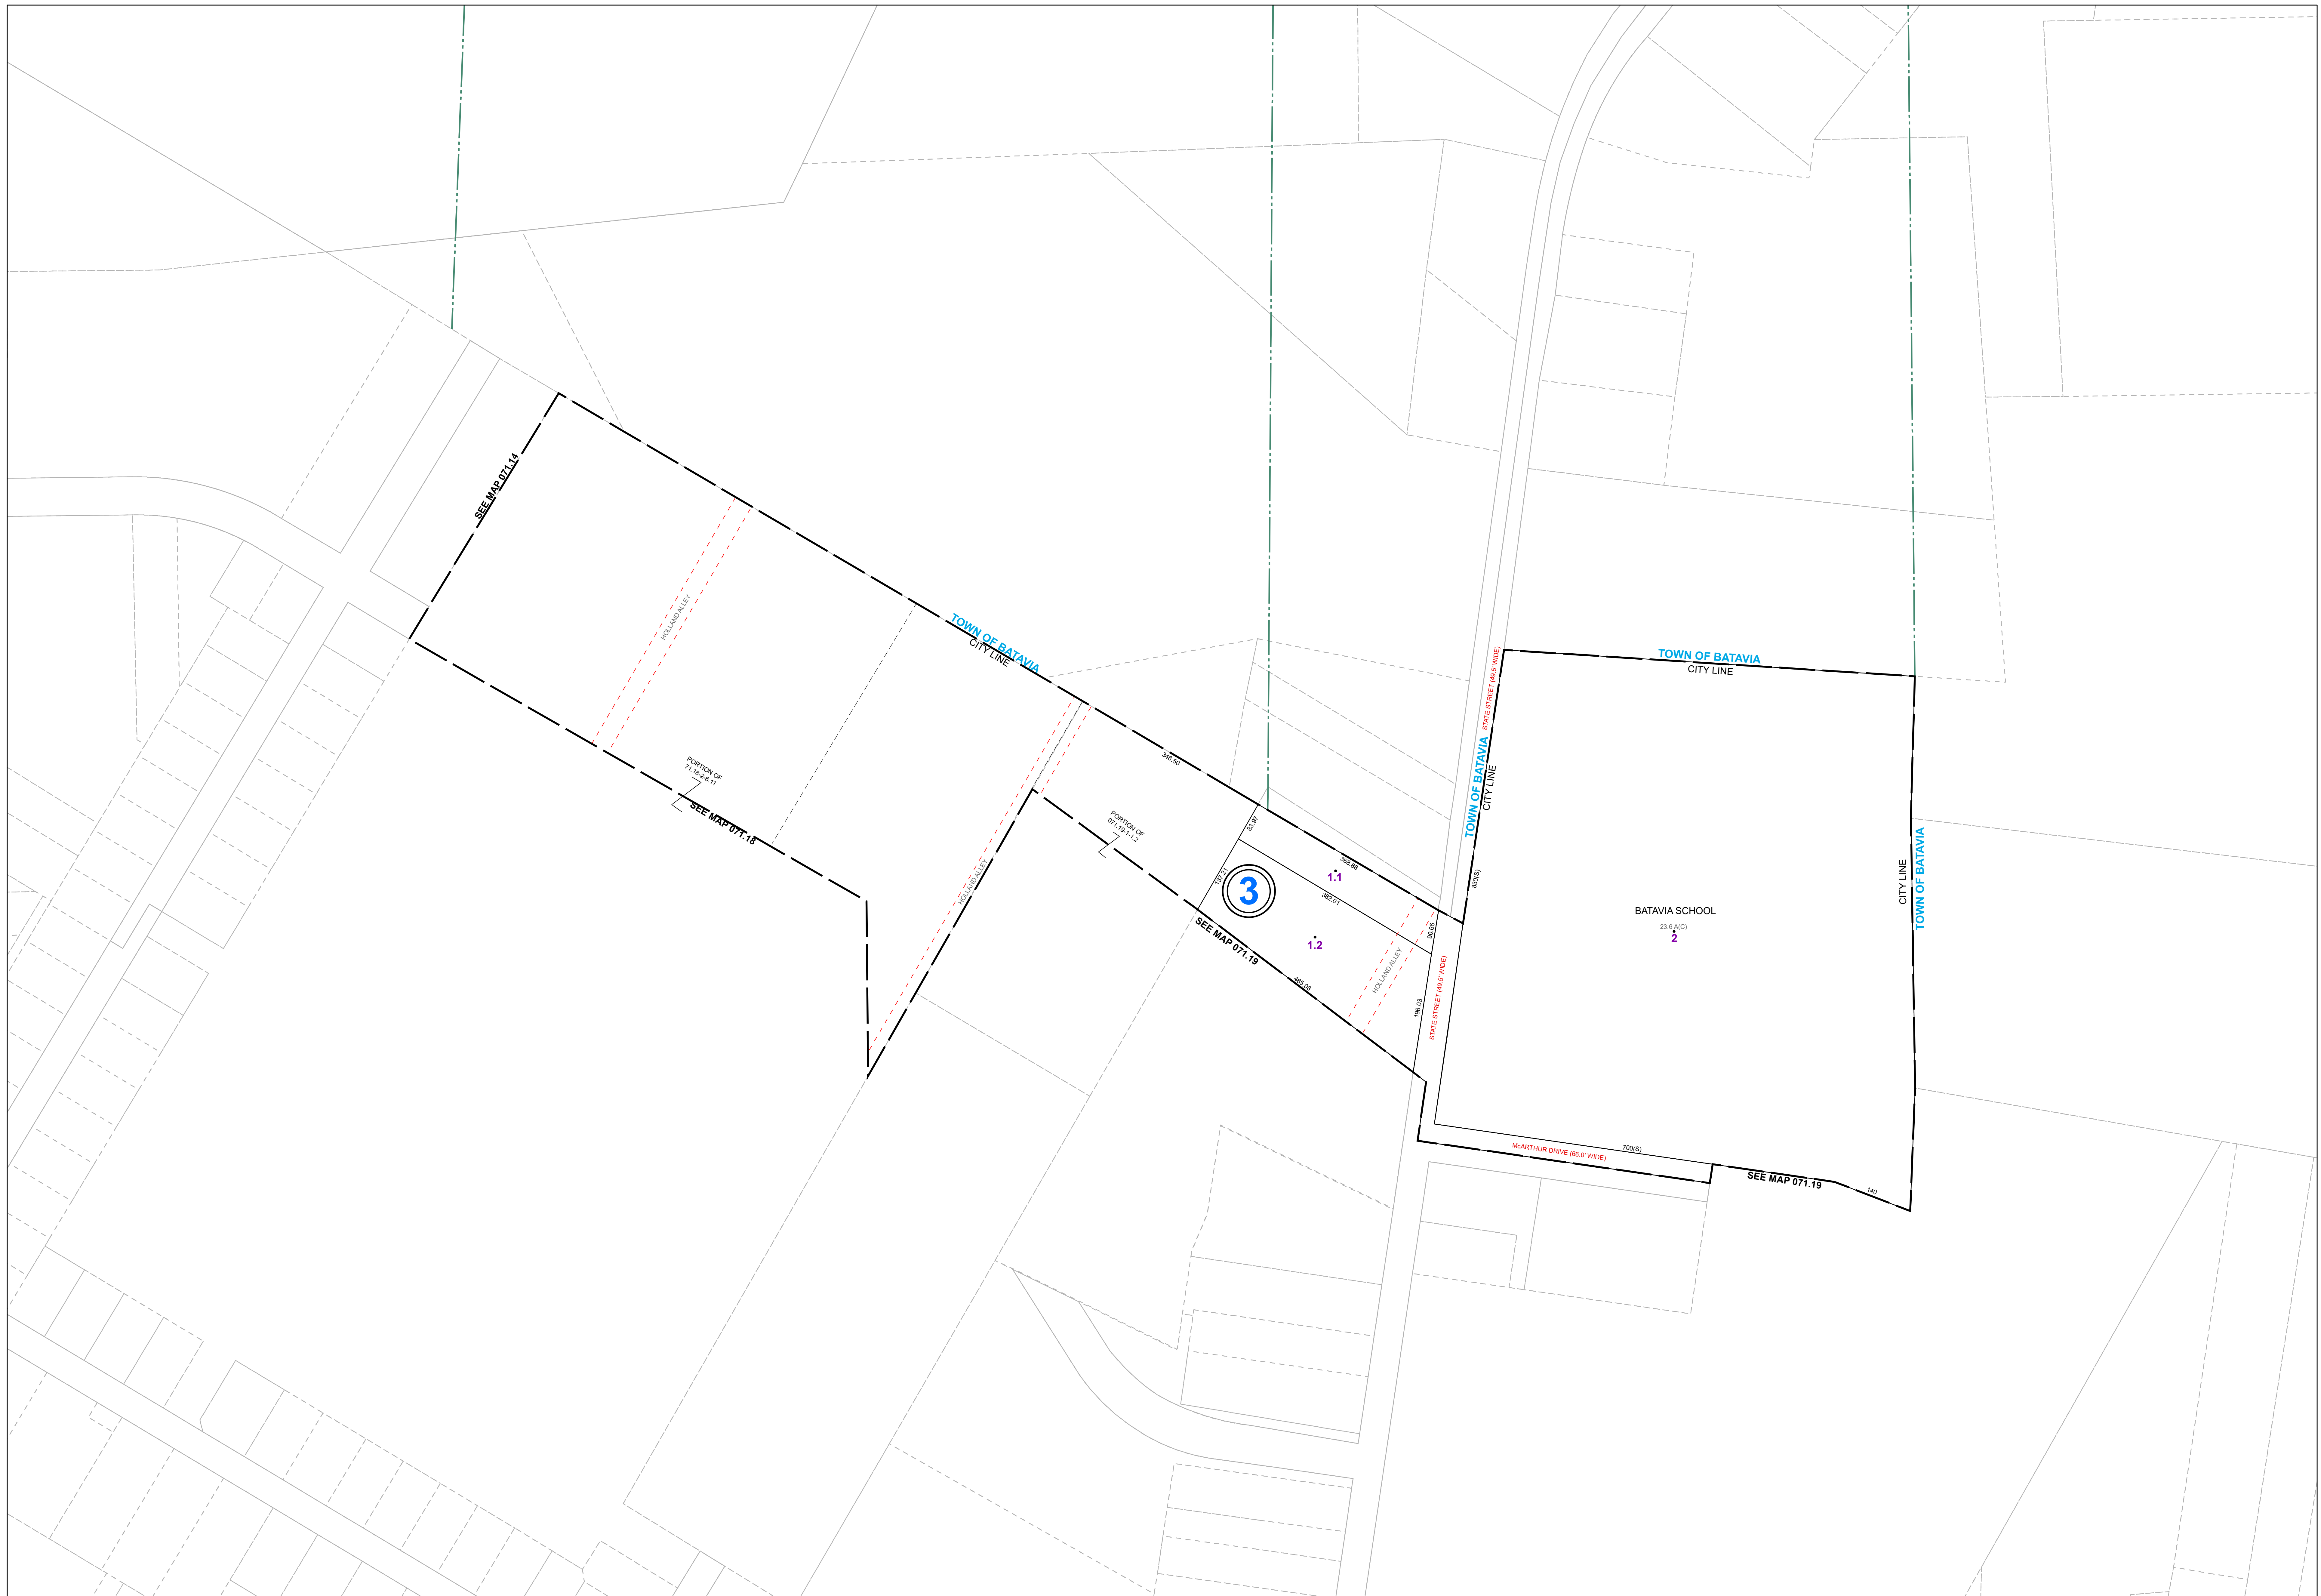 SEE MAP 071.14
HOLLAND ALLEY
TOWN OF BATAVIA
CITY LINE
PORTION OF
71.18-2-6.11
SEE MAP 071.18
HOLLAND ALLEY
346.50
PORTION OF
071.19-1-1.2
83.97
137.21
3
368.88
1.1
382.01
1.2
SEE MAP 071.19
465.08
HOLLAND ALLEY
90.66
196.03
STATE STREET (49.5' WIDE)
STATE STREET (49.5' WIDE)
TOWN OF BATAVIA
CITY LINE
830(S)
TOWN OF BATAVIA
CITY LINE
BATAVIA SCHOOL
23.6 A(C)
2
CITY LINE
TOWN OF BATAVIA
700(S)
McARTHUR DRIVE (66.0' WIDE)
SEE MAP 071.19
140